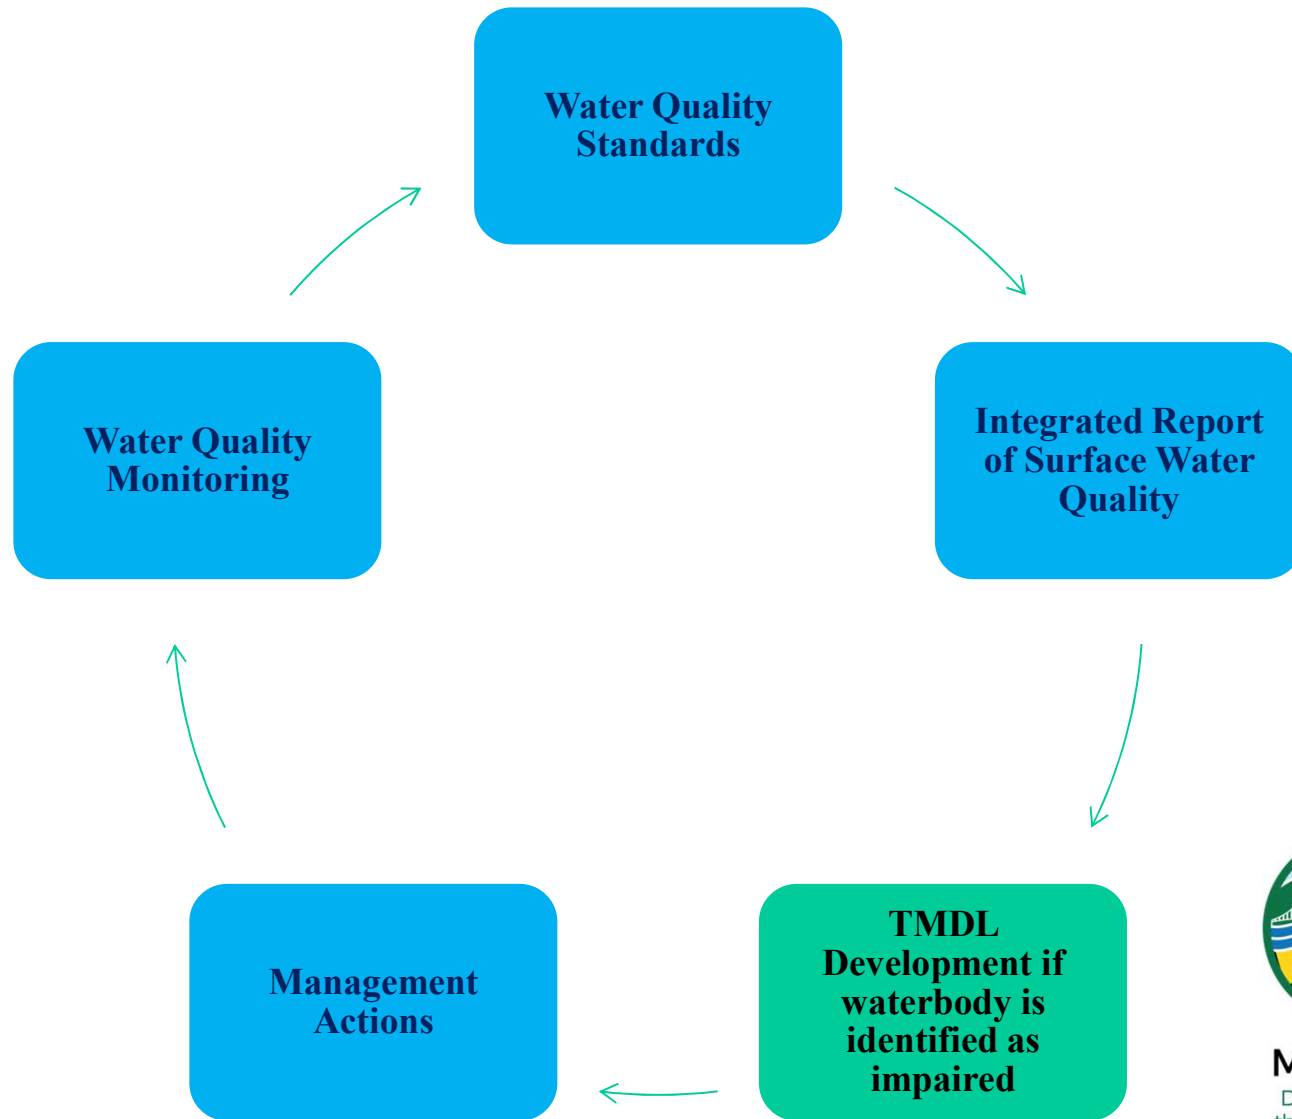 Water Quality
Standards
Water Quality
Monitoring
Integrated Report
of Surface Water
Quality
Management
Actions
TMDL
Development if
waterbody is
identified as
impaired